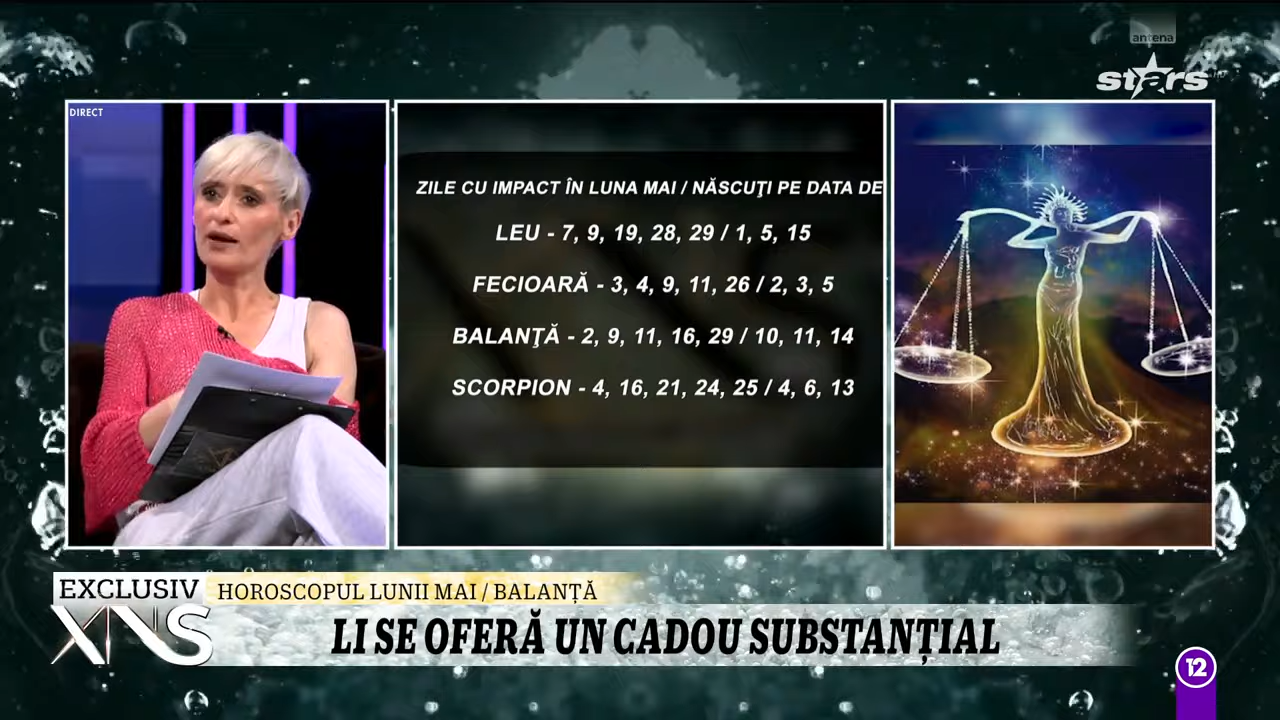 antena
stars
DIRECT
ZILE CU IMPACT ÎN LUNA MAI / NĂSCUŢI PE DATA DE
LEU - 7, 9, 19, 28, 29 / 1, 5, 15
FECIOARĂ - 3, 4, 9, 11, 26 / 2, 3, 5
BALANŢĂ - 2, 9, 11, 16, 29 / 10, 11, 14
SCORPION - 4, 16, 21, 24, 25 / 4, 6, 13
EXCLUSIV
HOROSCOPUL LUNII MAI / BALANȚĂ
XNS
LI SE OFERĂ UN CADOU SUBSTANȚIAL
12